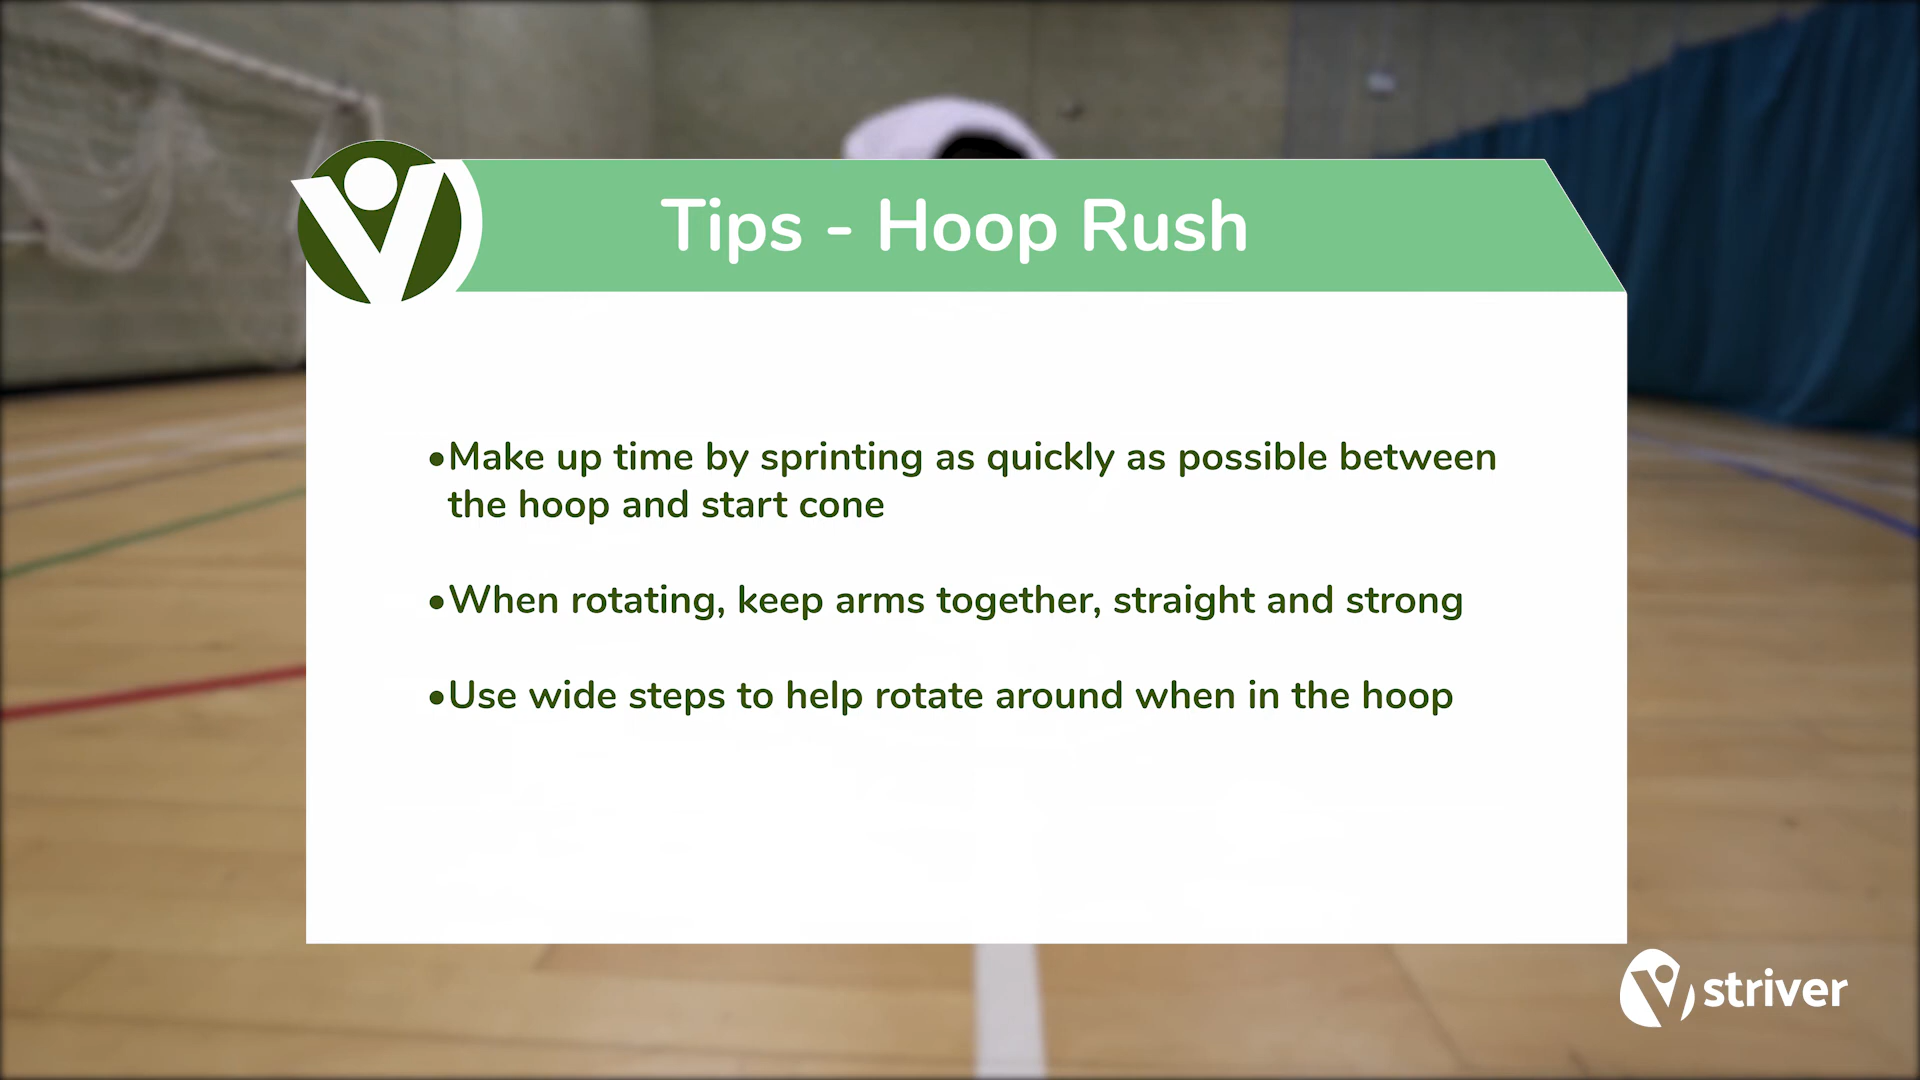 Tips - Hoop Rush
•Make up time by sprinting as quickly as possible between
the hoop and start cone
•When rotating, keep arms together, straight and strong
•Use wide steps to help rotate around when in the hoop
striver